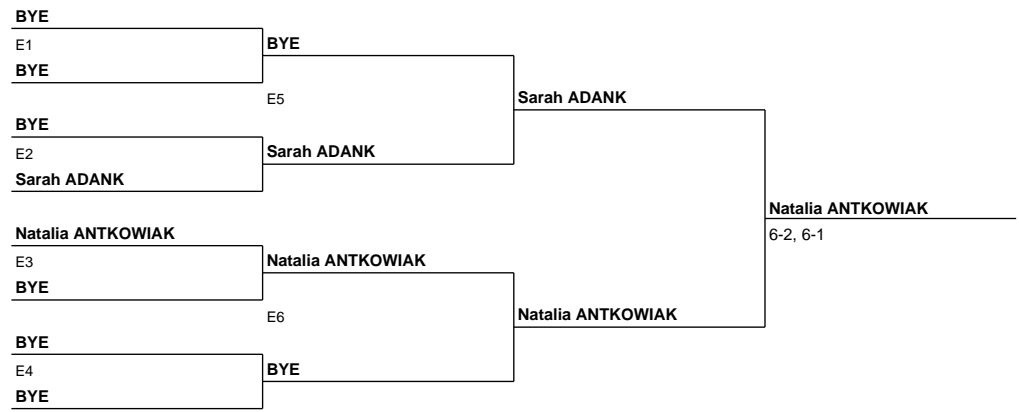 BYE
E1
BYE
BYE
E5
Sarah ADANK
BYE
E2
Sarah ADANK
Sarah ADANK
Natalia ANTKOWIAK
6-2, 6-1
Natalia ANTKOWIAK
E3
Natalia ANTKOWIAK
BYE
E6
Natalia ANTKOWIAK
BYE
E4
BYE
BYE